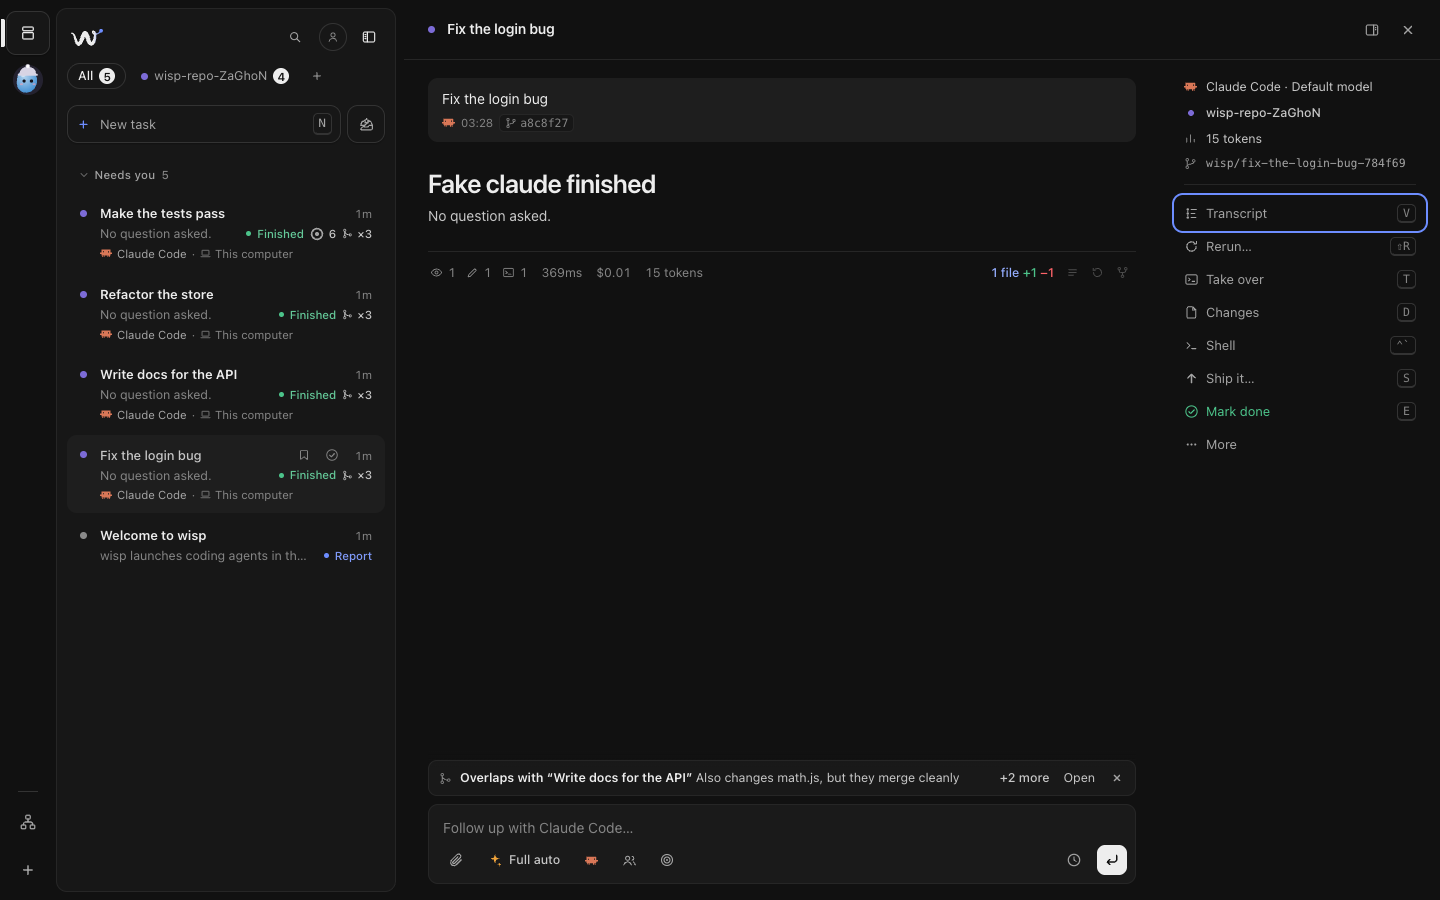 Fix the login bug
All 5
wisp-repo-ZaGhoN 4
New task N
Needs you 5
Make the tests pass 1m
No question asked. Finished 6 ×3
Claude Code · This computer
Refactor the store 1m
No question asked. Finished ×3
Claude Code · This computer
Write docs for the API 1m
No question asked. Finished ×3
Claude Code · This computer
Fix the login bug 1m
No question asked. Finished ×3
Claude Code · This computer
Welcome to wisp 1m
wisp launches coding agents in th... Report
Fix the login bug
03:28 a8c8f27
Fake claude finished
No question asked.
1 1 1 369ms $0.01 15 tokens 1 file +1 −1
Overlaps with “Write docs for the API” Also changes math.js, but they merge cleanly +2 more Open
Follow up with Claude Code...
Full auto
Claude Code · Default model
wisp-repo-ZaGhoN
15 tokens
wisp/fix-the-login-bug-784f69
Transcript V
Rerun... ⇧R
Take over T
Changes D
Shell ⌃`
Ship it... S
Mark done E
More